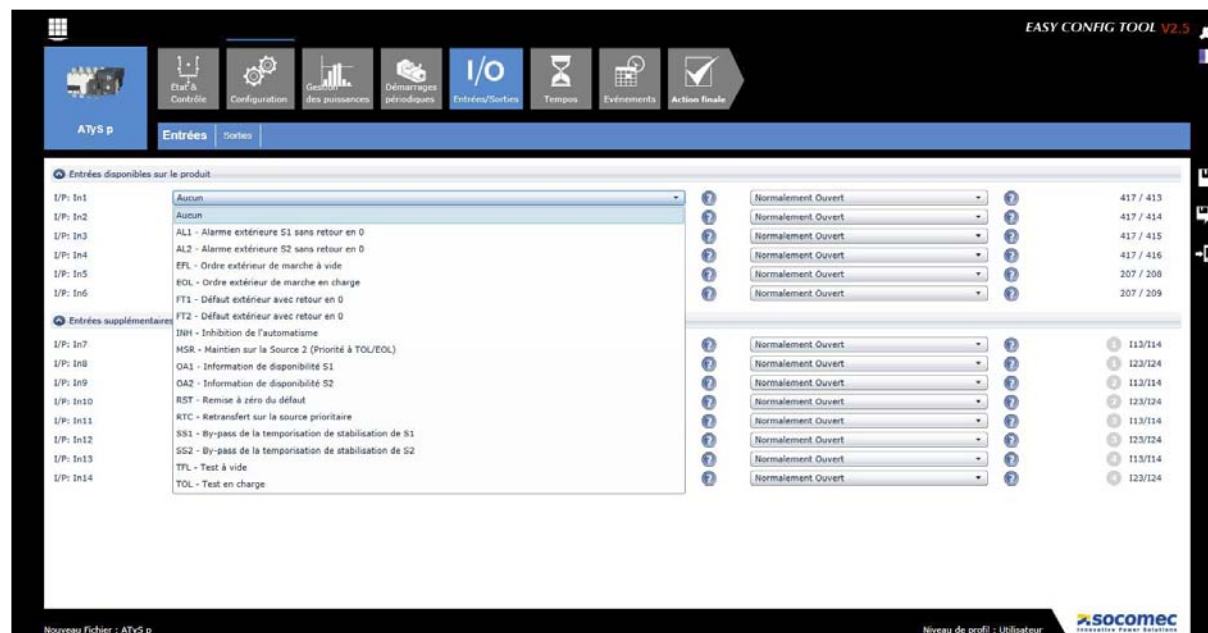 EASY CONFIG TOOL V2.5
ATyS p
Etat & Contrôle
Configuration
Gestion des puissances
Démarrages périodiques
I/O
Entrées/Sorties
Tempos
Evénements
Action finale
Entrées
Sorties
Entrées disponibles sur le produit
I/P: In1 Aucun Normalement Ouvert 417 / 413
I/P: In2 Normalement Ouvert 417 / 414
I/P: In3 Normalement Ouvert 417 / 415
I/P: In4 Normalement Ouvert 417 / 416
I/P: In5 Normalement Ouvert 207 / 208
I/P: In6 Normalement Ouvert 207 / 209
Aucun
AL1 - Alarme extérieure S1 sans retour en 0
AL2 - Alarme extérieure S2 sans retour en 0
EFL - Ordre extérieur de marche à vide
EOL - Ordre extérieur de marche en charge
FT1 - Défaut extérieur avec retour en 0
FT2 - Défaut extérieur avec retour en 0
INH - Inhibition de l'automatisme
MSR - Maintien sur la Source 2 (Priorité à TOL/EOL)
OA1 - Information de disponibilité S1
OA2 - Information de disponibilité S2
RST - Remise à zéro du défaut
RTC - Retransfert sur la source prioritaire
SS1 - By-pass de la temporisation de stabilisation de S1
SS2 - By-pass de la temporisation de stabilisation de S2
TFL - Test à vide
TOL - Test en charge
Entrées supplémentaires
I/P: In7 Normalement Ouvert 1 I13/I14
I/P: In8 Normalement Ouvert 1 I23/I24
I/P: In9 Normalement Ouvert 2 I13/I14
I/P: In10 Normalement Ouvert 2 I23/I24
I/P: In11 Normalement Ouvert 3 I13/I14
I/P: In12 Normalement Ouvert 3 I23/I24
I/P: In13 Normalement Ouvert 4 I13/I14
I/P: In14 Normalement Ouvert 4 I23/I24
Nouveau Fichier : ATyS p
Niveau de profil : Utilisateur
socomec
Innovative Power Solutions